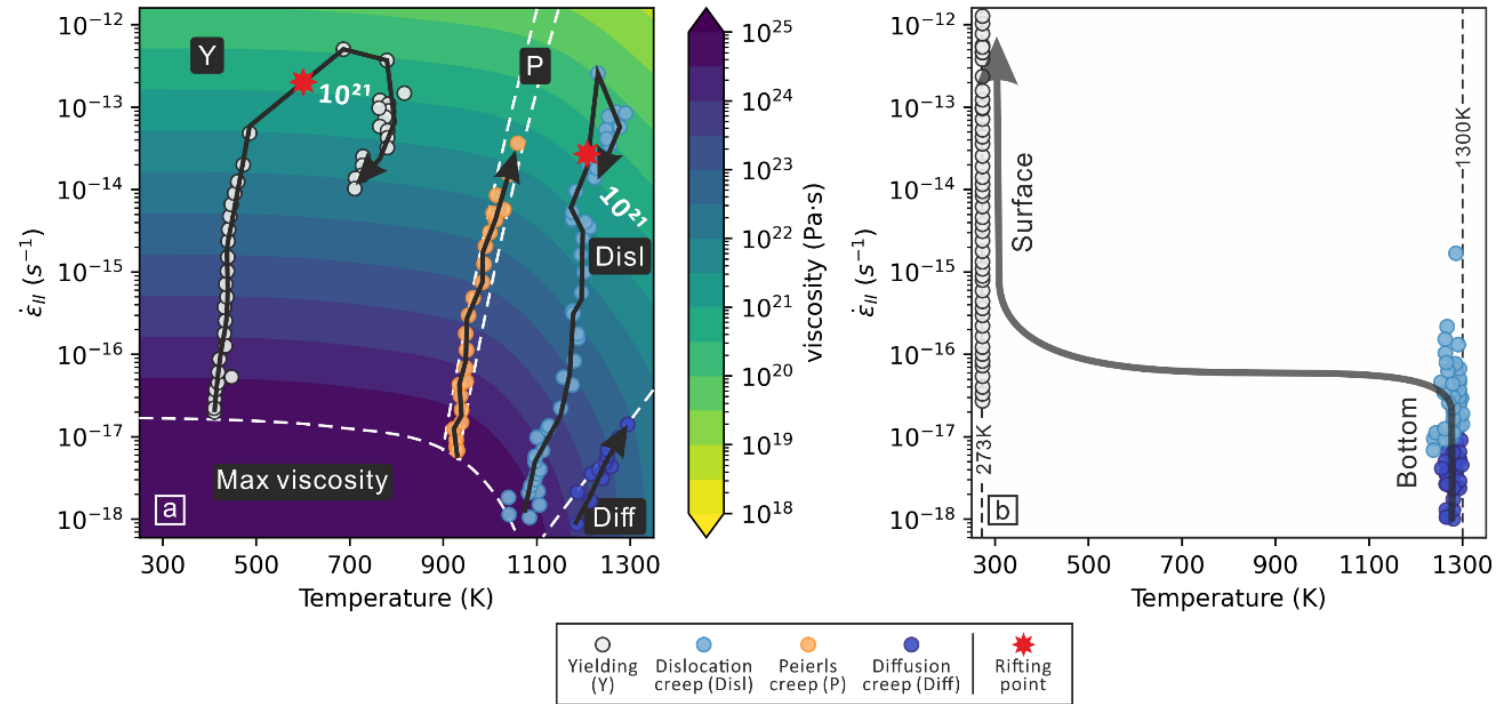 10⁻¹²
10⁻¹³
10⁻¹⁴
10⁻¹⁵
10⁻¹⁶
10⁻¹⁷
10⁻¹⁸
ε̇_II (s⁻¹)
Y
P
10²¹
10²¹
Disl
Max viscosity
Diff
a
300 500 700 900 1100 1300
Temperature (K)
10²⁵
10²⁴
10²³
10²²
10²¹
10²⁰
10¹⁹
10¹⁸
viscosity (Pa·s)
10⁻¹²
10⁻¹³
10⁻¹⁴
10⁻¹⁵
10⁻¹⁶
10⁻¹⁷
10⁻¹⁸
ε̇_II (s⁻¹)
1300K
Surface
Bottom
273K
b
300 500 700 900 1100 1300
Temperature (K)
Yielding
(Y)
Dislocation
creep (Disl)
Peierls
creep (P)
Diffusion
creep (Diff)
Rifting
point